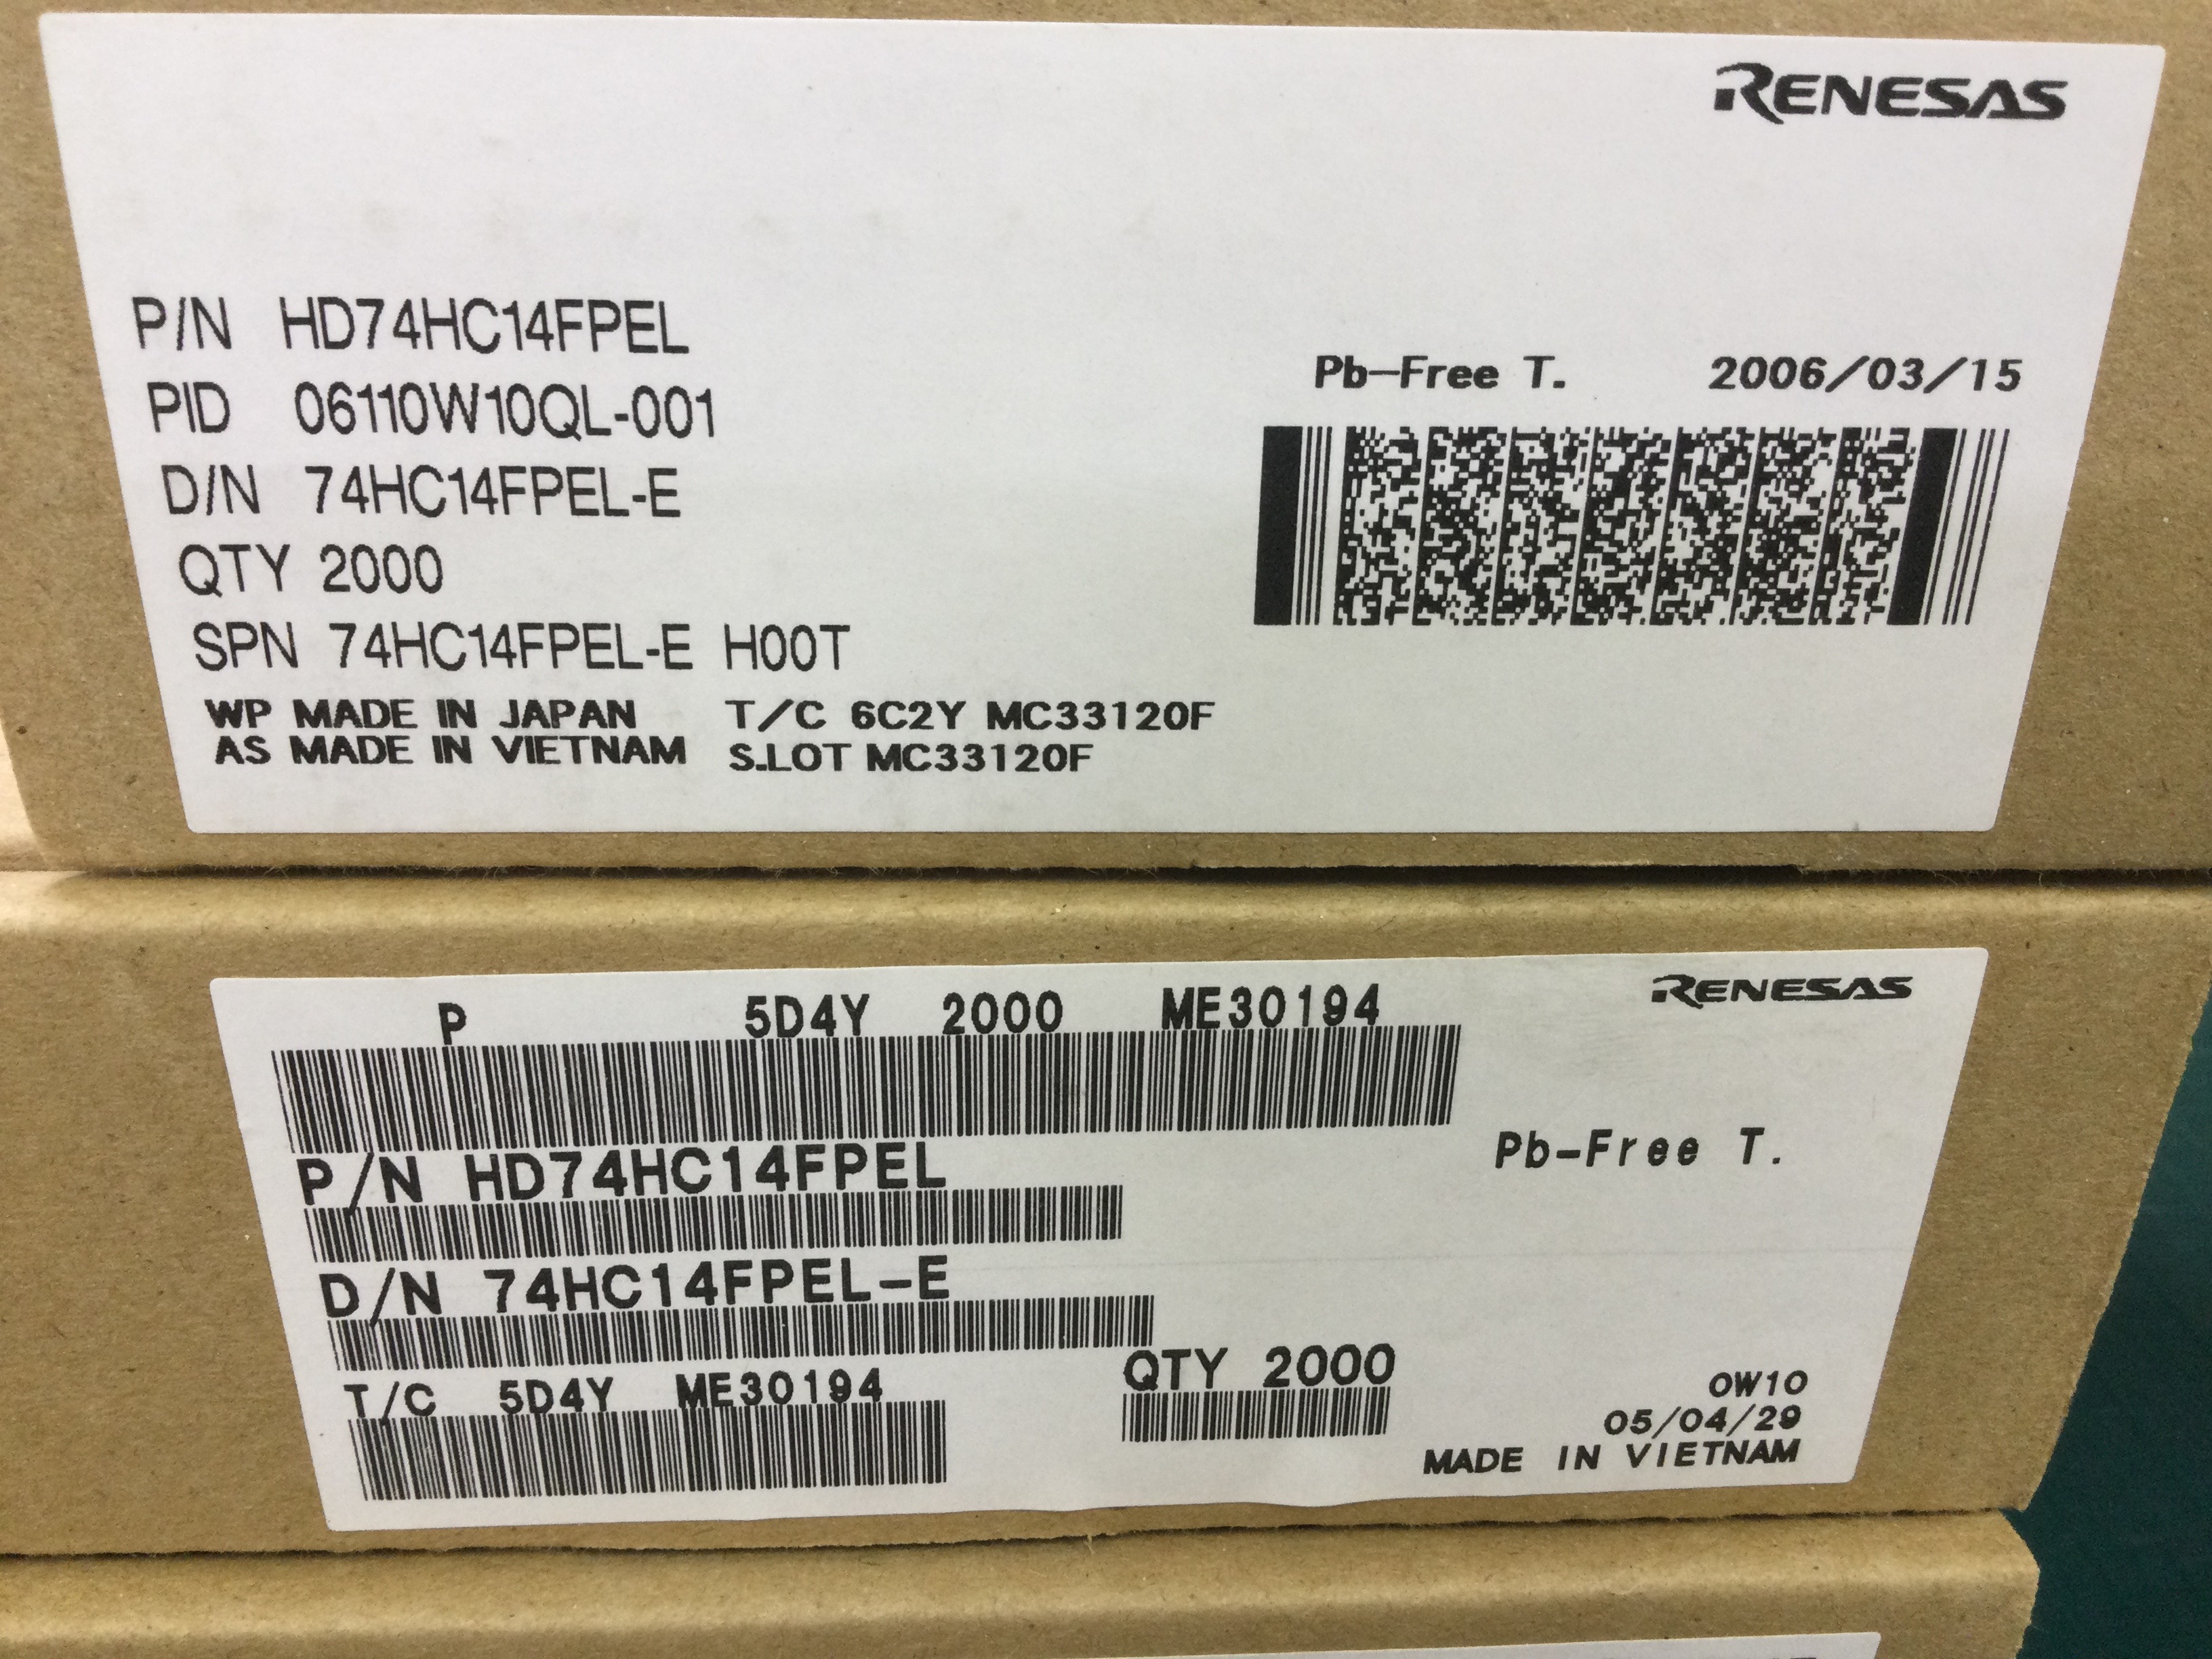 RENESAS
P/N HD74HC14FPEL
PID 06110W10QL-001
Pb-Free T. 2006/03/15
D/N 74HC14FPEL-E
QTY 2000
SPN 74HC14FPEL-E H00T
WP MADE IN JAPAN T/C 6C2Y MC33120F
AS MADE IN VIETNAM S.LOT MC33120F
RENESAS
P 5D4Y 2000 ME30194
P/N HD74HC14FPEL
Pb-Free T.
D/N 74HC14FPEL-E
T/C 5D4Y ME30194
QTY 2000
0W10
05/04/29
MADE IN VIETNAM